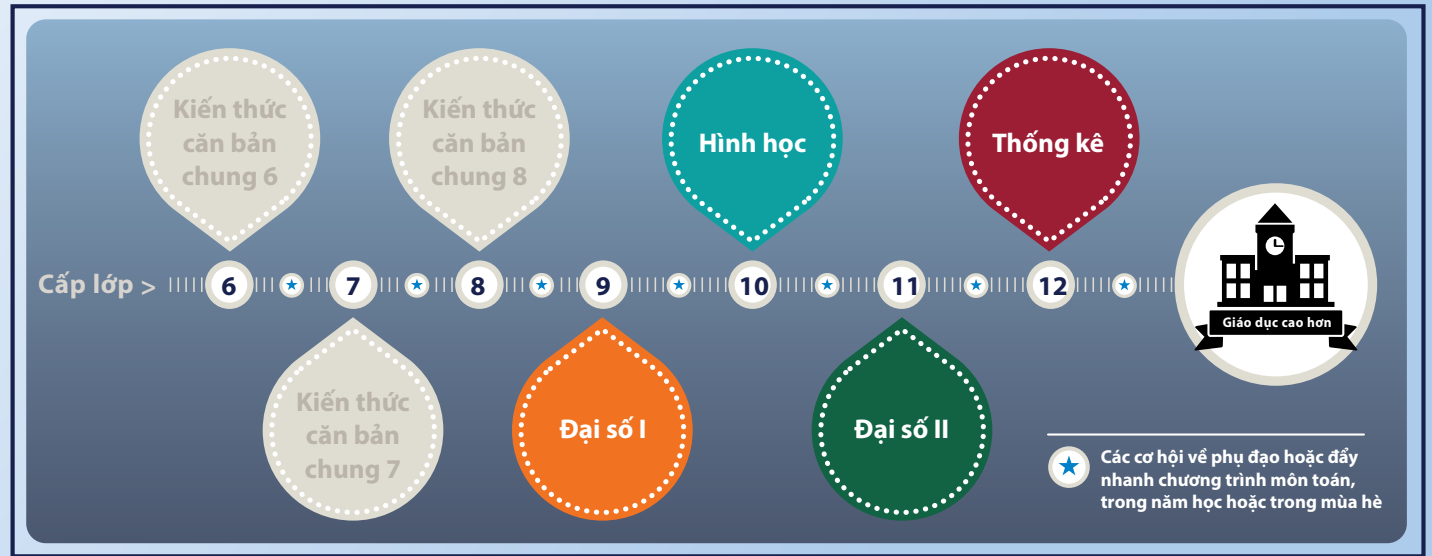 Kiến thức
căn bản
chung 6
Kiến thức
căn bản
chung 8
Hình học
Thống kê
Cấp lớp >
6
7
8
9
10
11
12
Giáo dục cao hơn
Kiến thức
căn bản
chung 7
Đại số I
Đại số II
Các cơ hội về phụ đạo hoặc đẩy
nhanh chương trình môn toán,
trong năm học hoặc trong mùa hè